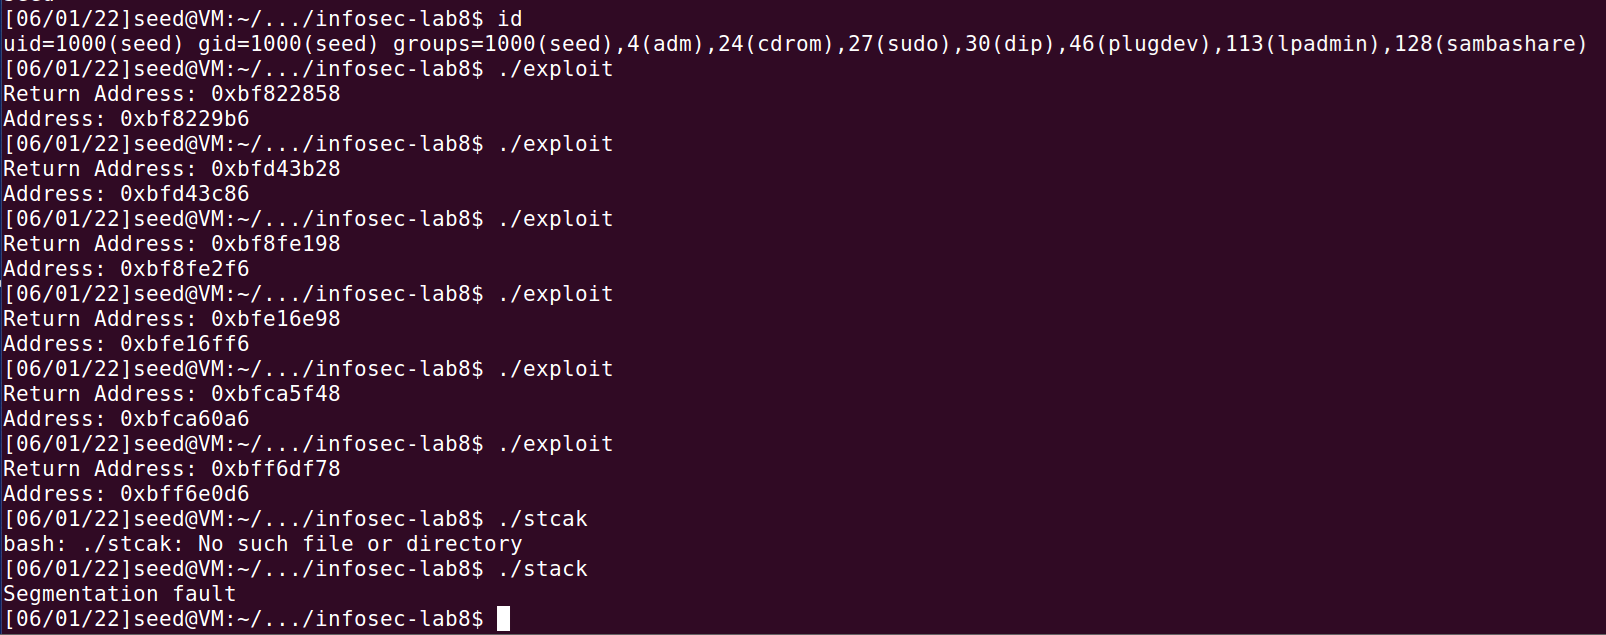 [06/01/22]seed@VM:~/.../infosec-lab8$ id
uid=1000(seed) gid=1000(seed) groups=1000(seed),4(adm),24(cdrom),27(sudo),30(dip),46(plugdev),113(lpadmin),128(sambashare)
[06/01/22]seed@VM:~/.../infosec-lab8$ ./exploit
Return Address: 0xbf822858
Address: 0xbf8229b6
[06/01/22]seed@VM:~/.../infosec-lab8$ ./exploit
Return Address: 0xbfd43b28
Address: 0xbfd43c86
[06/01/22]seed@VM:~/.../infosec-lab8$ ./exploit
Return Address: 0xbf8fe198
Address: 0xbf8fe2f6
[06/01/22]seed@VM:~/.../infosec-lab8$ ./exploit
Return Address: 0xbfe16e98
Address: 0xbfe16ff6
[06/01/22]seed@VM:~/.../infosec-lab8$ ./exploit
Return Address: 0xbfca5f48
Address: 0xbfca60a6
[06/01/22]seed@VM:~/.../infosec-lab8$ ./exploit
Return Address: 0xbff6df78
Address: 0xbff6e0d6
[06/01/22]seed@VM:~/.../infosec-lab8$ ./stcak
bash: ./stcak: No such file or directory
[06/01/22]seed@VM:~/.../infosec-lab8$ ./stack
Segmentation fault
[06/01/22]seed@VM:~/.../infosec-lab8$